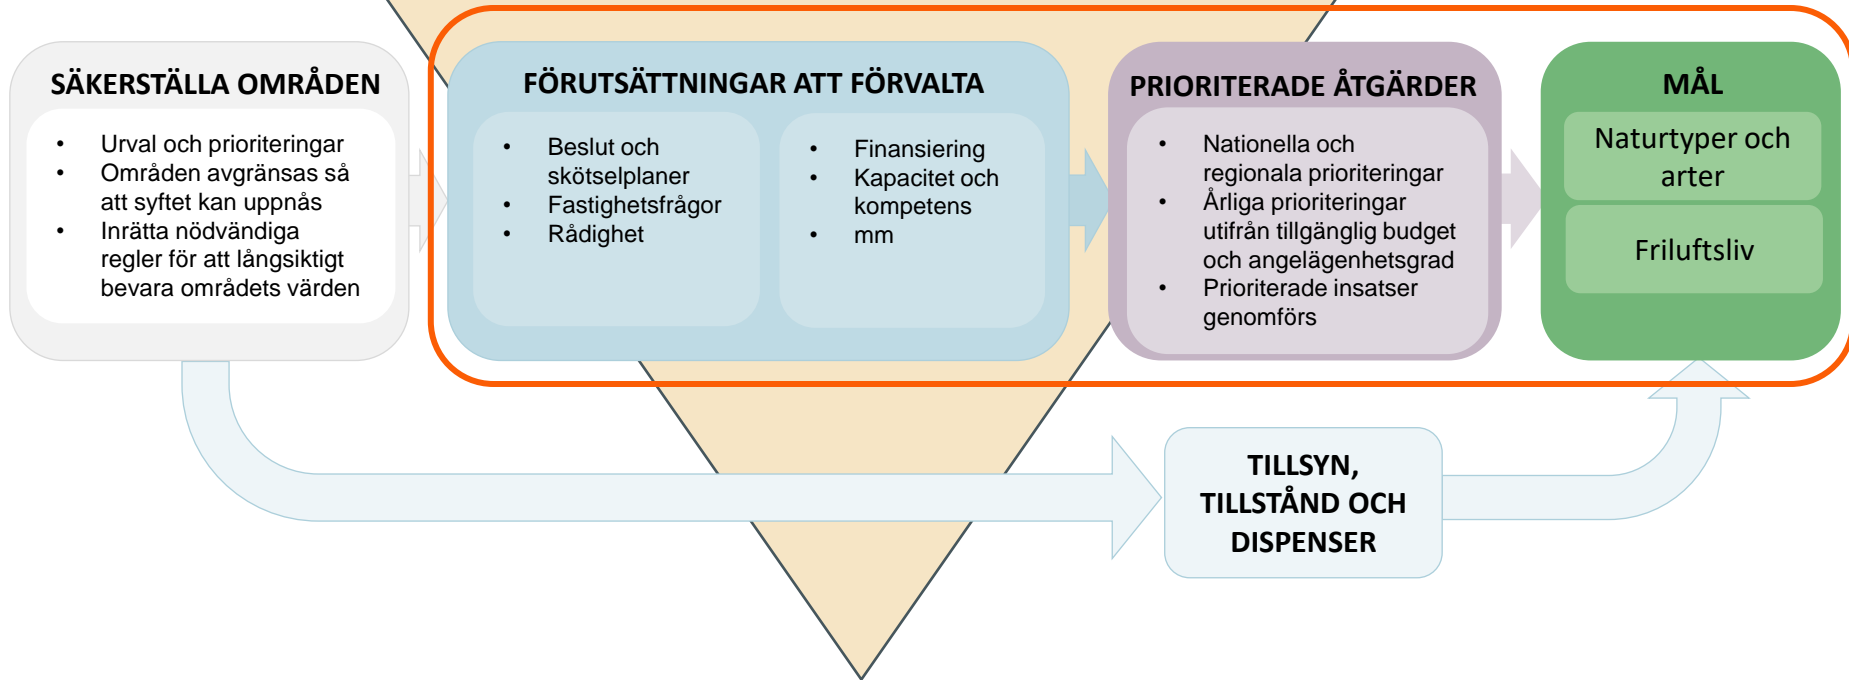 SÄKERSTÄLLA OMRÅDEN
• Urval och prioriteringar
• Områden avgränsas så
att syftet kan uppnås
• Inrätta nödvändiga
regler för att långsiktigt
bevara områdets värden
FÖRUTSÄTTNINGAR ATT FÖRVALTA
• Beslut och
skötselplaner
• Fastighetsfrågor
• Rådighet
• Finansiering
• Kapacitet och
kompetens
• mm
PRIORITERADE ÅTGÄRDER
• Nationella och
regionala prioriteringar
• Årliga prioriteringar
utifrån tillgänglig budget
och angelägenhetsgrad
• Prioriterade insatser
genomförs
MÅL
Naturtyper och
arter
Friluftsliv
TILLSYN,
TILLSTÅND OCH
DISPENSER